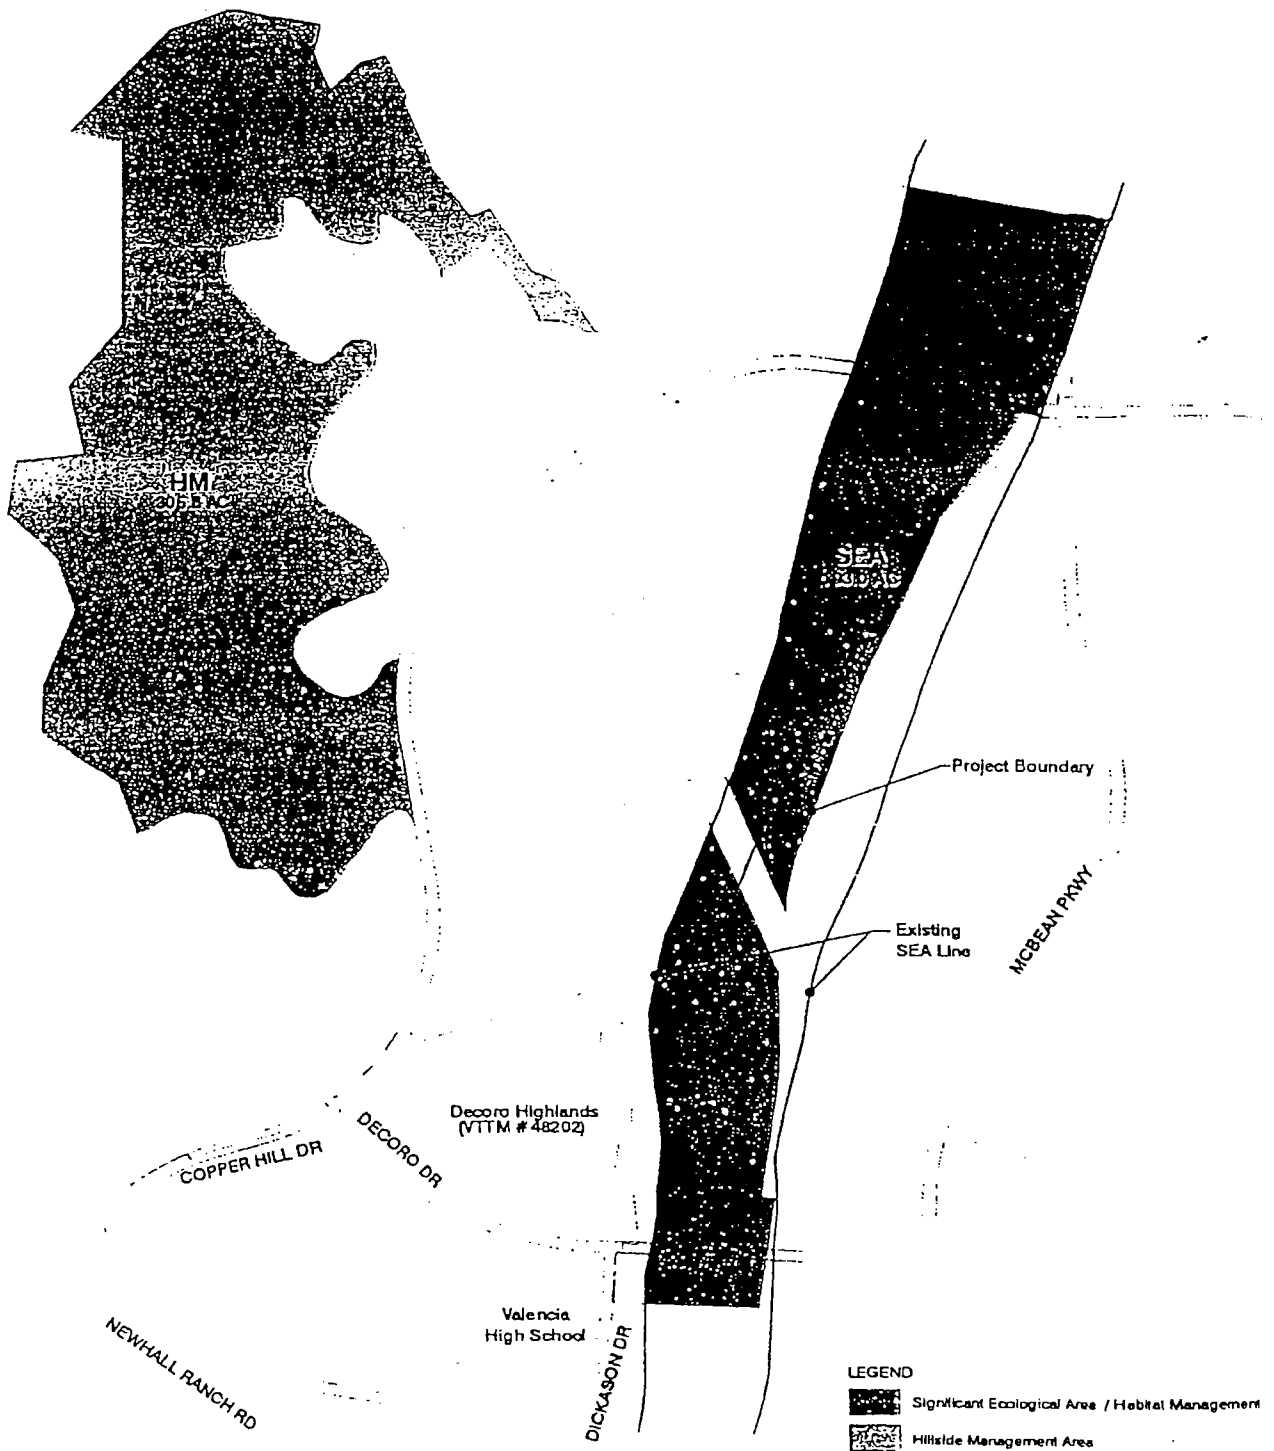 HM
SEA
Project Boundary
Existing
SEA Line
MCBEAN PKWY
Decoro Highlands
(VTTM # 48202)
DECORO DR
COPPER HILL DR
Valencia
High School
DICKASON DR
NEWHALL RANCH RD
LEGEND
Significant Ecological Area / Habitat Management
Hillside Management Area